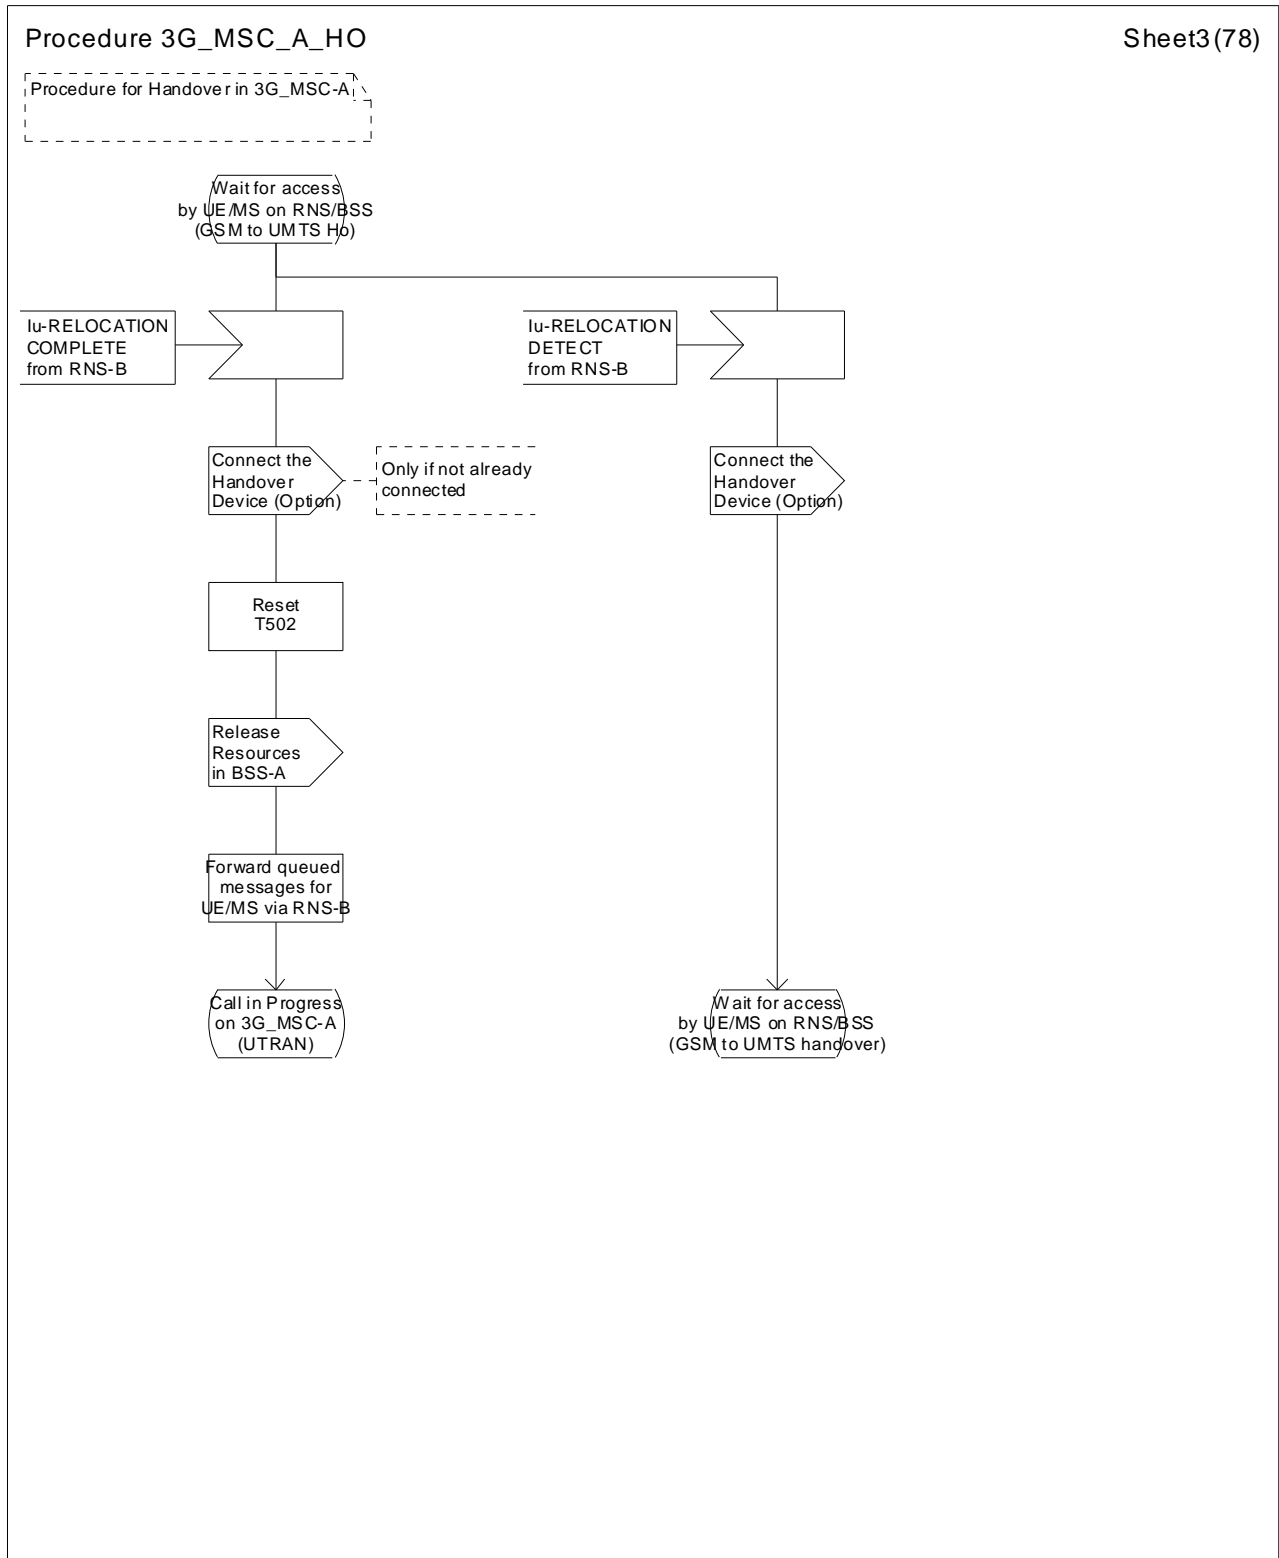 Procedure 3G_MSC_A_HO
Sheet3(78)
Procedure for Handover in 3G_MSC-A
Wait for access
by UE/MS on RNS/BSS
(GSM to UMTS Ho)
Iu-RELOCATION
COMPLETE
from RNS-B
Iu-RELOCATION
DETECT
from RNS-B
Connect the
Handover
Device (Option)
Only if not already
connected
Connect the
Handover
Device (Option)
Reset
T502
Release
Resources
in BSS-A
Forward queued
messages for
UE/MS via RNS-B
Call in Progress
on 3G_MSC-A
(UTRAN)
Wait for access
by UE/MS on RNS/BSS
(GSM to UMTS handover)